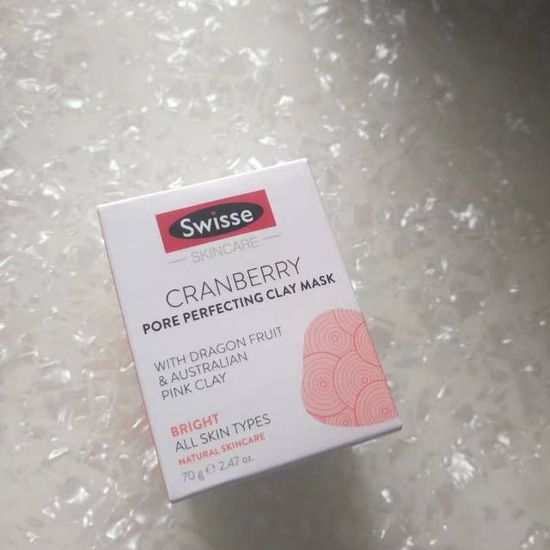 Swisse
SKINCARE
CRANBERRY
PORE PERFECTING CLAY MASK
WITH DRAGON FRUIT
& AUSTRALIAN
PINK CLAY
BRIGHT
ALL SKIN TYPES
NATURAL SKINCARE
70 g ℮ 2.47 oz.